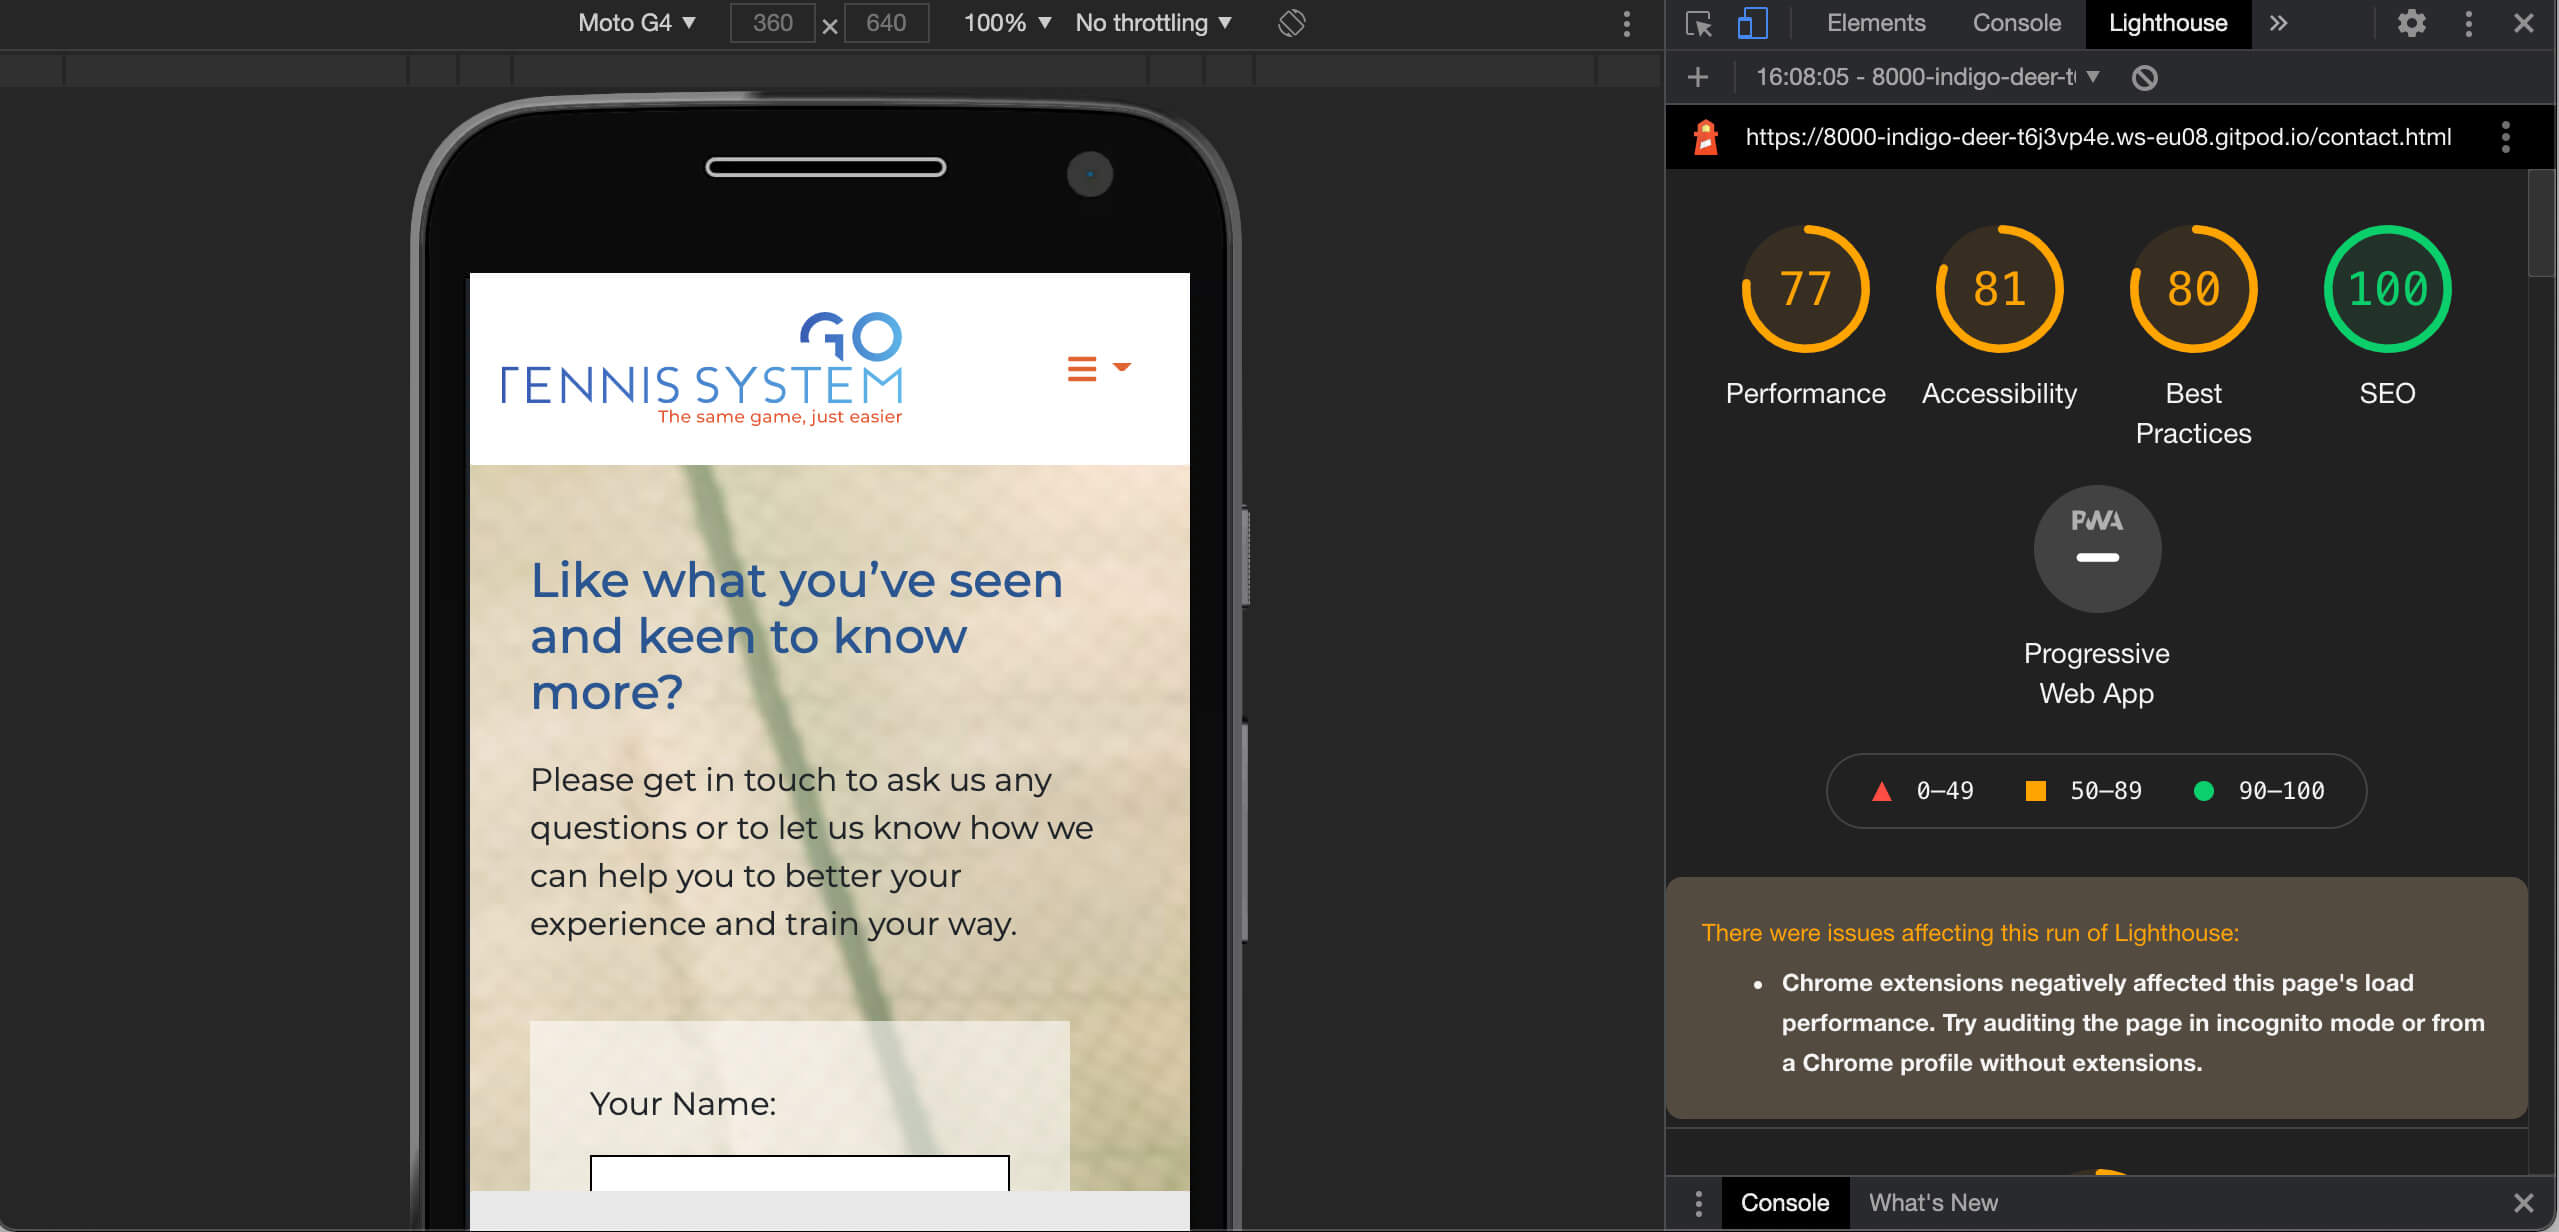 Moto G4 ▼ 360 × 640 100% ▼ No throttling ▼
Elements Console Lighthouse »
16:08:05 - 8000-indigo-deer-t ▼
https://8000-indigo-deer-t6j3vp4e.ws-eu08.gitpod.io/contact.html
GO
TENNIS SYSTEM
The same game, just easier
Like what you’ve seen
and keen to know
more?
Please get in touch to ask us any
questions or to let us know how we
can help you to better your
experience and train your way.
Your Name:
77 81 80 100
Performance Accessibility Best Practices SEO
PWA
Progressive
Web App
0–49 50–89 90–100
There were issues affecting this run of Lighthouse:
• Chrome extensions negatively affected this page's load
performance. Try auditing the page in incognito mode or from
a Chrome profile without extensions.
Console What's New